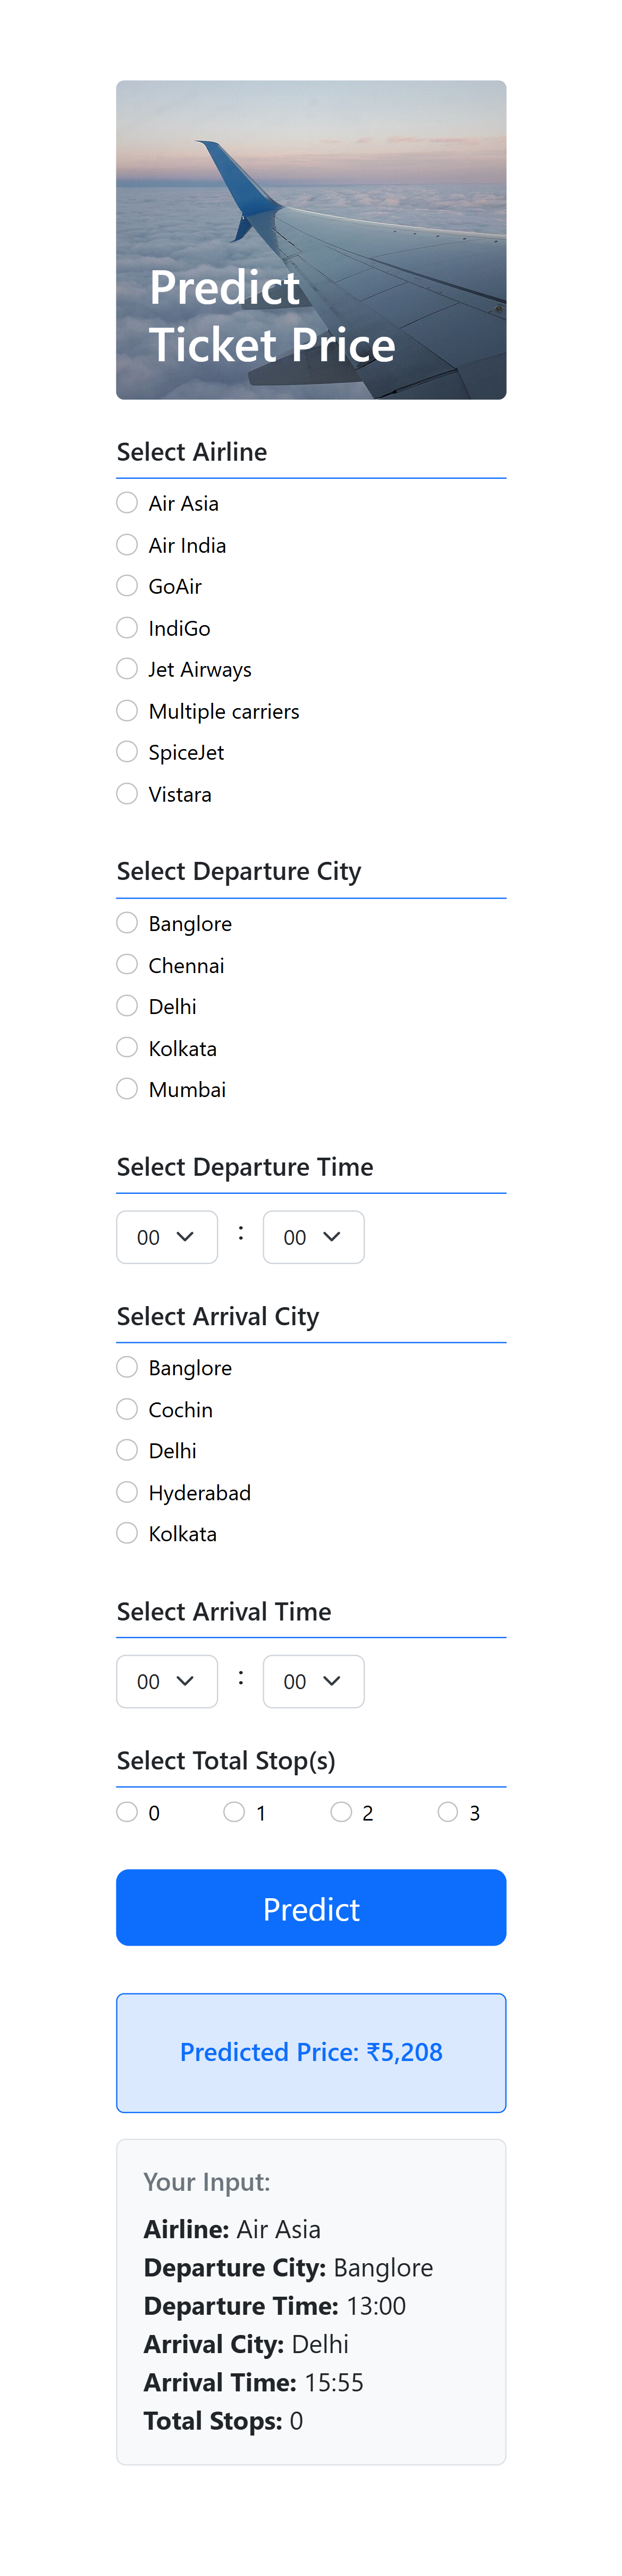 Predict
Ticket Price
Select Airline
Air Asia
Air India
GoAir
IndiGo
Jet Airways
Multiple carriers
SpiceJet
Vistara
Select Departure City
Banglore
Chennai
Delhi
Kolkata
Mumbai
Select Departure Time
00 : 00
Select Arrival City
Banglore
Cochin
Delhi
Hyderabad
Kolkata
Select Arrival Time
00 : 00
Select Total Stop(s)
0 1 2 3
Predict
Predicted Price: ₹5,208
Your Input:
Airline: Air Asia
Departure City: Banglore
Departure Time: 13:00
Arrival City: Delhi
Arrival Time: 15:55
Total Stops: 0